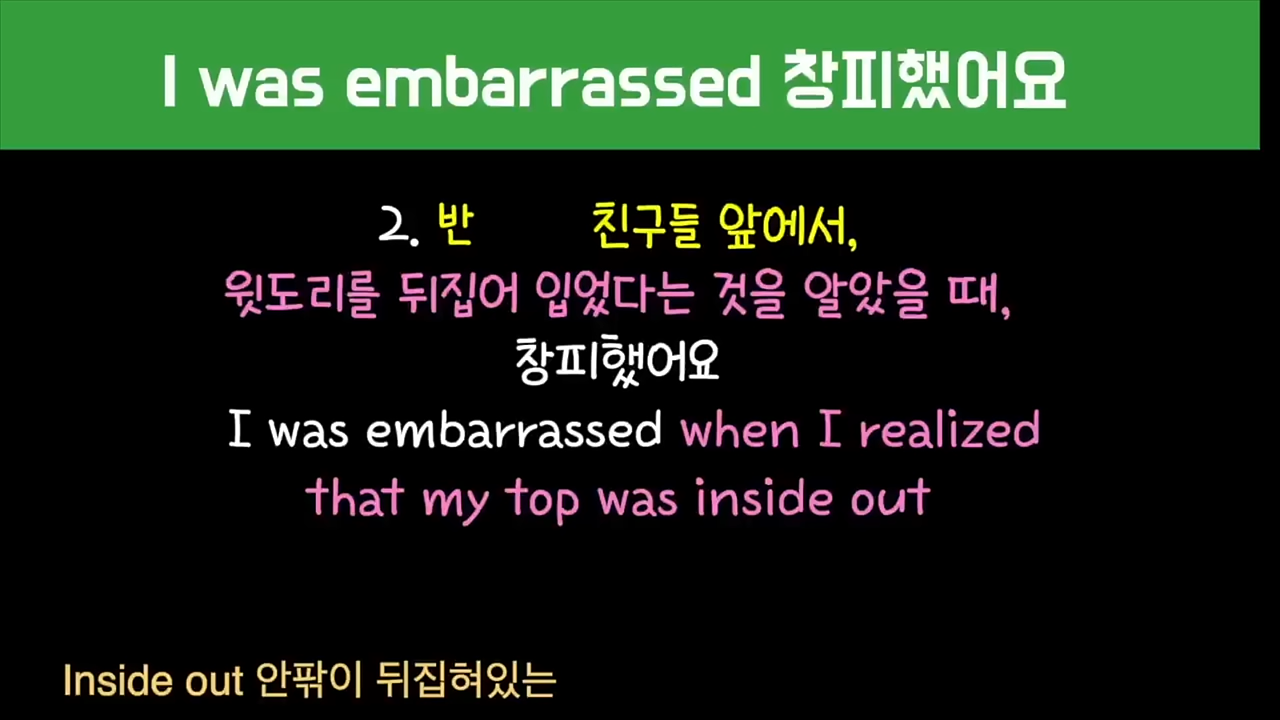 I was embarrassed 창피했어요
2. 반 친구들 앞에서,
윗도리를 뒤집어 입었다는 것을 알았을 때,
창피했어요
I was embarrassed when I realized
that my top was inside out
Inside out 안팎이 뒤집혀있는